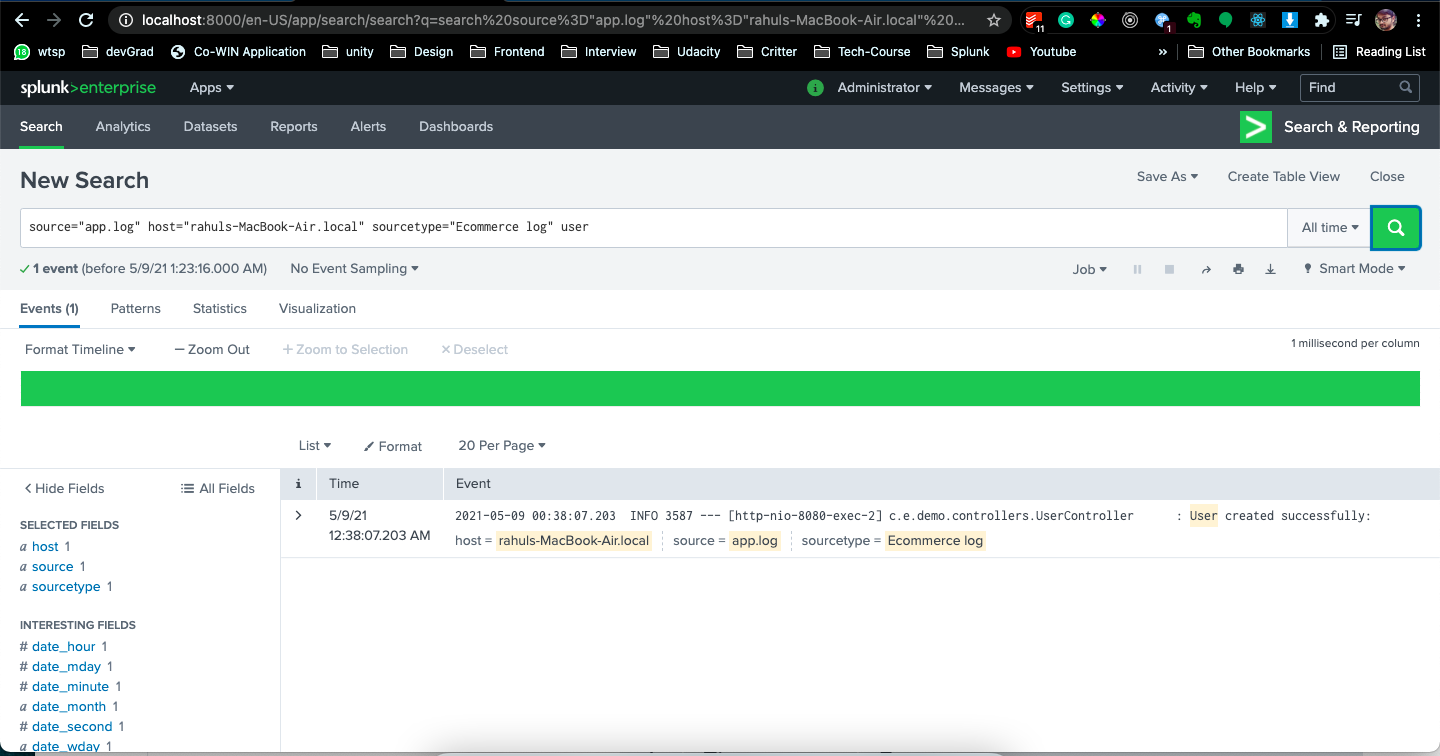 localhost:8000/en-US/app/search/search?q=search%20source%3D"app.log"%20host%3D"rahuls-MacBook-Air.local"%20...
11
1
18 wtsp devGrad Co-WIN Application unity Design Frontend Interview Udacity Critter Tech-Course Splunk Youtube » Other Bookmarks Reading List
splunk>enterprise Apps ▾ i Administrator ▾ Messages ▾ Settings ▾ Activity ▾ Help ▾ Find
Search Analytics Datasets Reports Alerts Dashboards > Search & Reporting
New Search Save As ▾ Create Table View Close
source="app.log" host="rahuls-MacBook-Air.local" sourcetype="Ecommerce log" user All time ▾
✓ 1 event (before 5/9/21 1:23:16.000 AM) No Event Sampling ▾ Job ▾ Smart Mode ▾
Events (1) Patterns Statistics Visualization
Format Timeline ▾ — Zoom Out + Zoom to Selection × Deselect 1 millisecond per column
List ▾ Format 20 Per Page ▾
< Hide Fields All Fields i Time Event
SELECTED FIELDS
a host 1
a source 1
a sourcetype 1
INTERESTING FIELDS
# date_hour 1
# date_mday 1
# date_minute 1
a date_month 1
# date_second 1
a date_wday 1
> 5/9/21
12:38:07.203 AM
2021-05-09 00:38:07.203 INFO 3587 --- [http-nio-8080-exec-2] c.e.demo.controllers.UserController : User created successfully:
host = rahuls-MacBook-Air.local source = app.log sourcetype = Ecommerce log